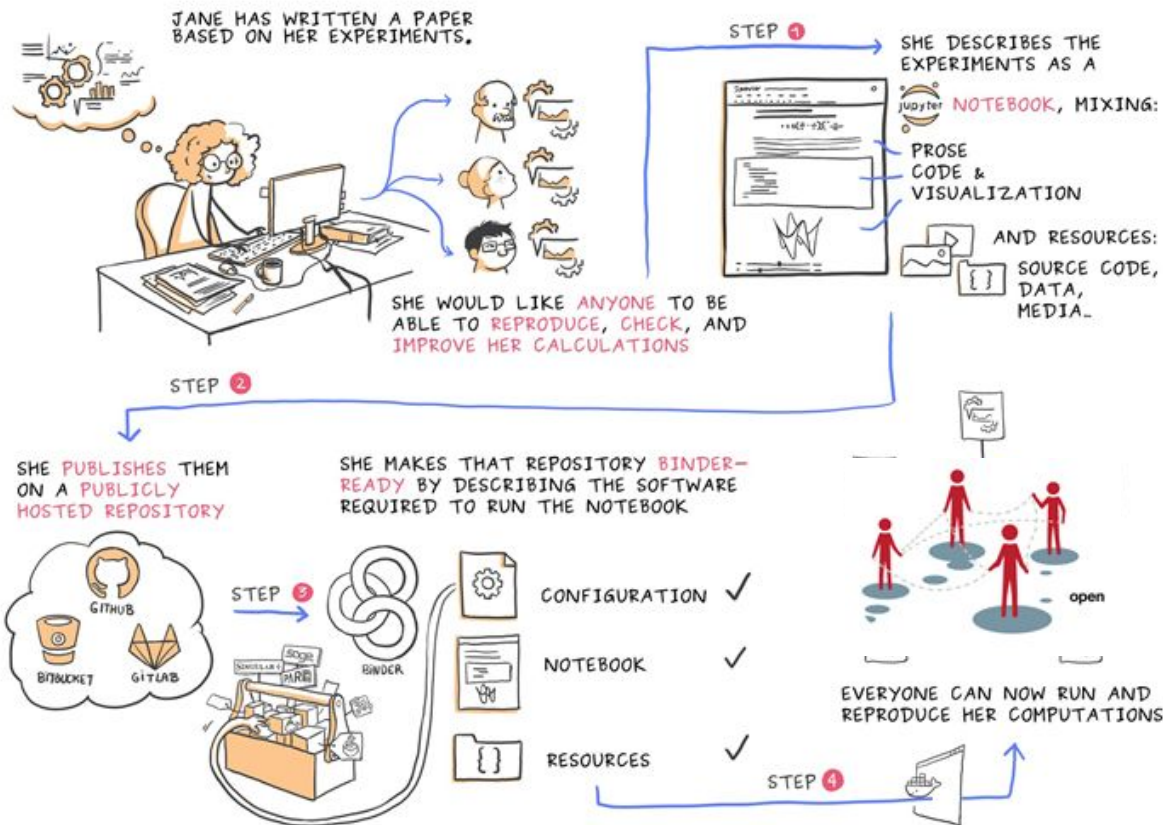 JANE HAS WRITTEN A PAPER
BASED ON HER EXPERIMENTS.
SHE WOULD LIKE ANYONE TO BE
ABLE TO REPRODUCE, CHECK, AND
IMPROVE HER CALCULATIONS
STEP 1
SHE DESCRIBES THE
EXPERIMENTS AS A
jupyter NOTEBOOK, MIXING:
PROSE
CODE &
VISUALIZATION
AND RESOURCES:
SOURCE CODE,
DATA,
MEDIA…
STEP 2
SHE PUBLISHES THEM
ON A PUBLICLY
HOSTED REPOSITORY
GITHUB
BITBUCKET
GITLAB
STEP 3
SHE MAKES THAT REPOSITORY BINDER-
READY BY DESCRIBING THE SOFTWARE
REQUIRED TO RUN THE NOTEBOOK
BINDER
sage
CONFIGURATION
NOTEBOOK
RESOURCES
STEP 4
open
EVERYONE CAN NOW RUN AND
REPRODUCE HER COMPUTATIONS